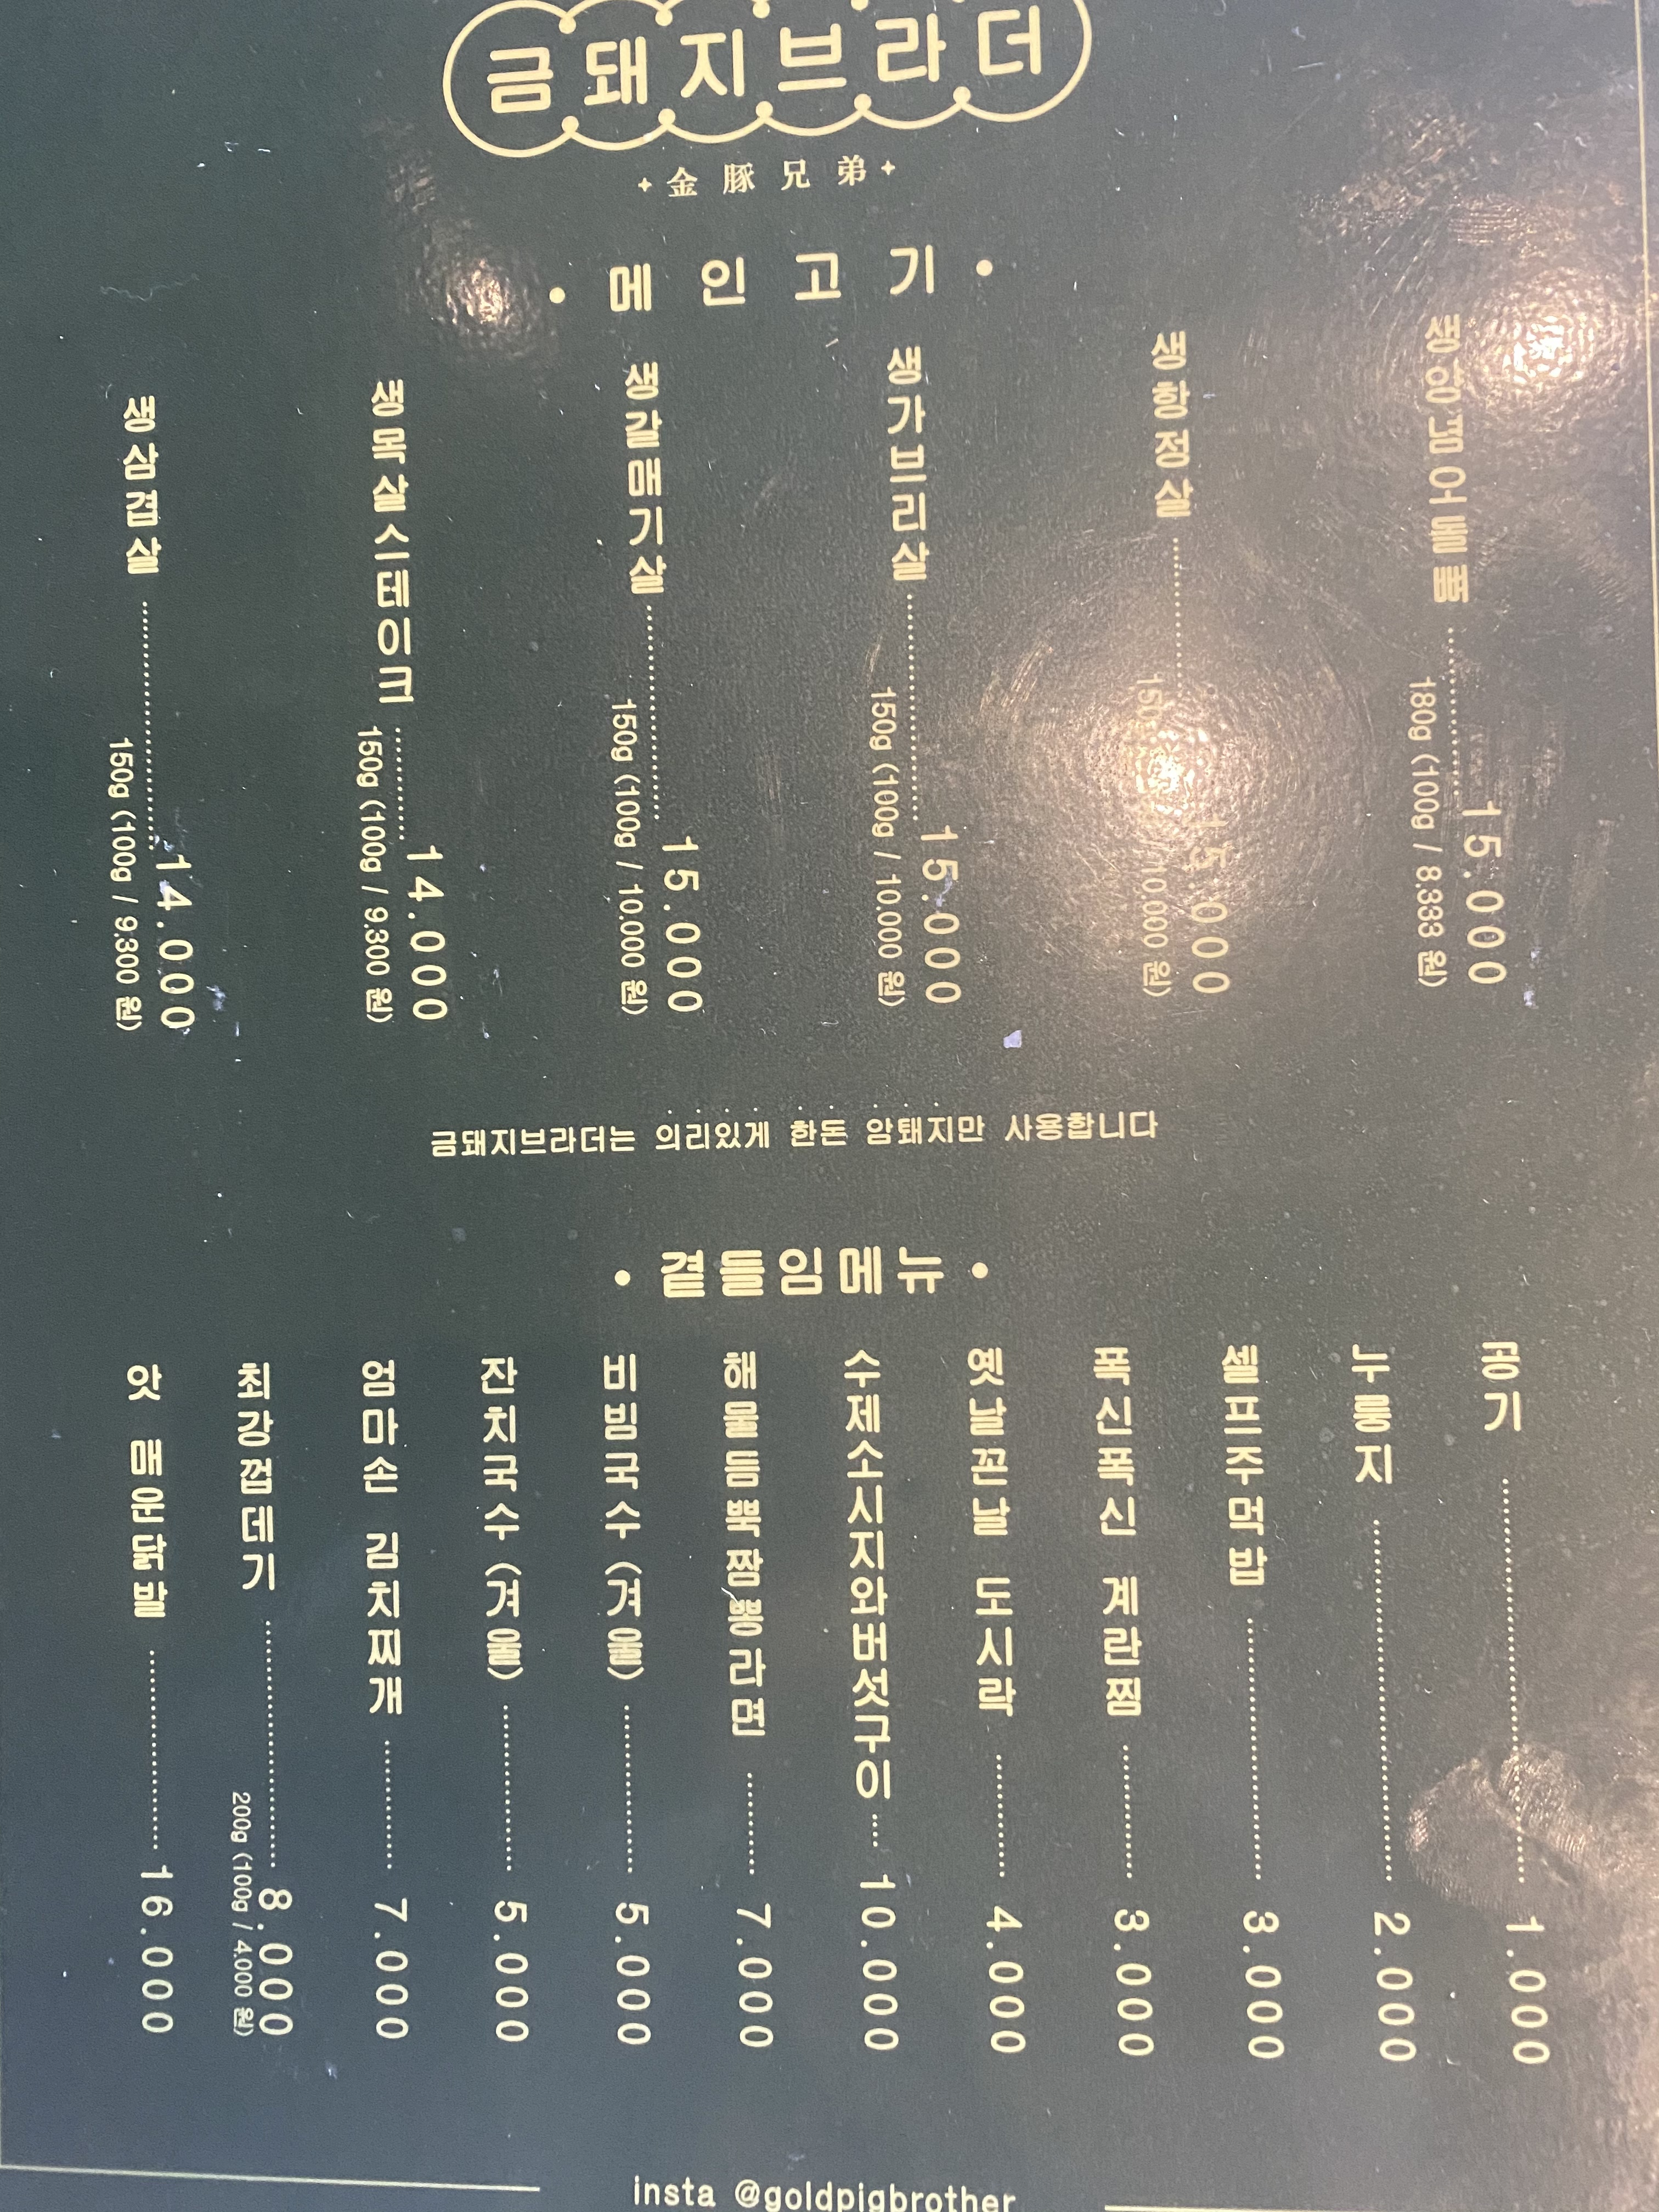 금돼지브라더
金豚兄弟
• 메인고기 •
생삼겹살 14.000
150g (100g / 9.300 원)
생목살스테이크 14.000
150g (100g / 9.300 원)
생갈매기살 15.000
150g (100g / 10.000 원)
생가브리살 15.000
150g (100g / 10.000 원)
생항정살 15.000
150g 10.000 원)
생양념오돌뼈 15.000
180g (100g / 8.333 원)
금돼지브라더는 의리있게 한돈 암퇘지만 사용합니다
• 곁들임메뉴 •
앗 매운닭발 16.000
최강껍데기 8.000
200g (100g / 4.000 원)
엄마손 김치찌개 7.000
잔치국수 (겨울) 5.000
비빔국수 (겨울) 5.000
해물듬뿍짬뽕라면 7.000
수제소시지와버섯구이 10.000
옛날꼰날 도시락 4.000
폭신폭신 계란찜 3.000
셀프주먹밥 3.000
누룽지 2.000
공기 1.000
insta @goldpigbrother